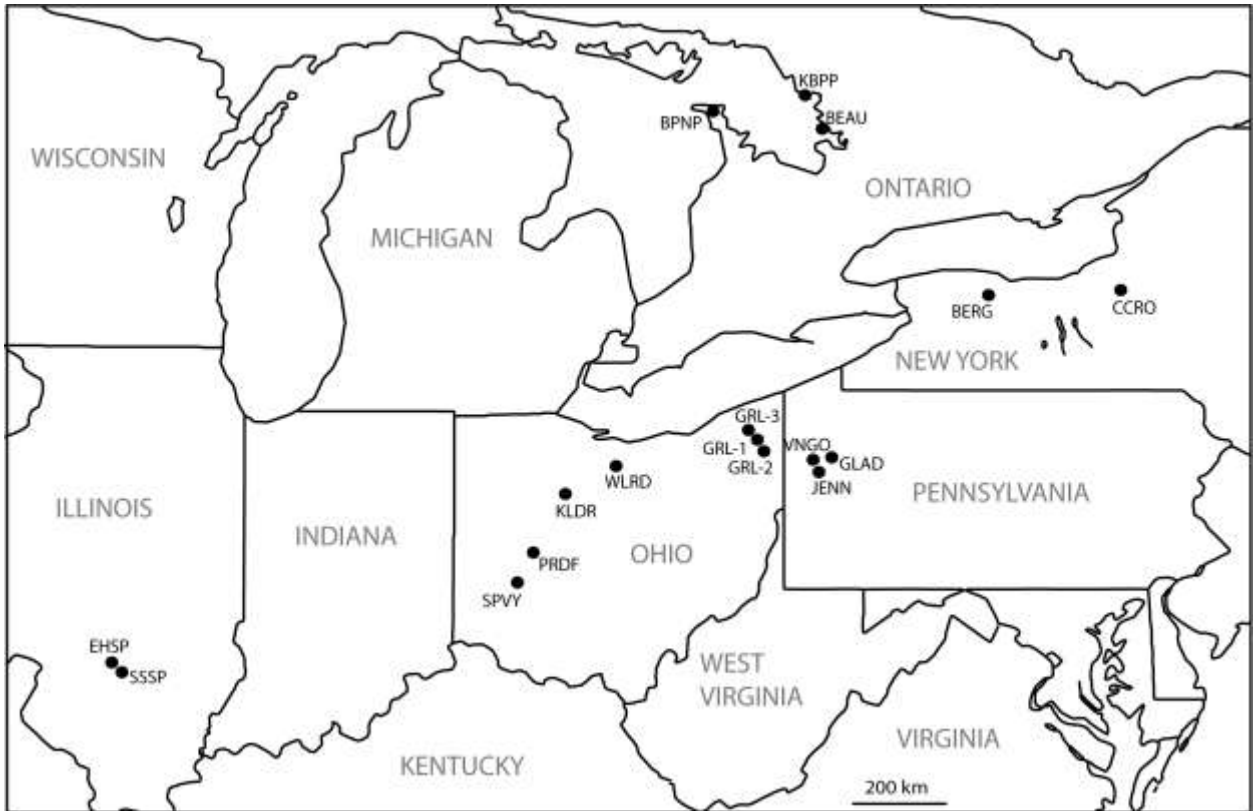 KBPP
BPNP
BEAU
WISCONSIN
ONTARIO
MICHIGAN
BERG
CCRO
NEW YORK
GRL-3
GRL-1
VNGO
GLAD
GRL-2
WLRD
JENN
PENNSYLVANIA
ILLINOIS
KLDR
INDIANA
OHIO
PRDF
SPVY
EHSP
SSSP
WEST
VIRGINIA
VIRGINIA
KENTUCKY
200 km